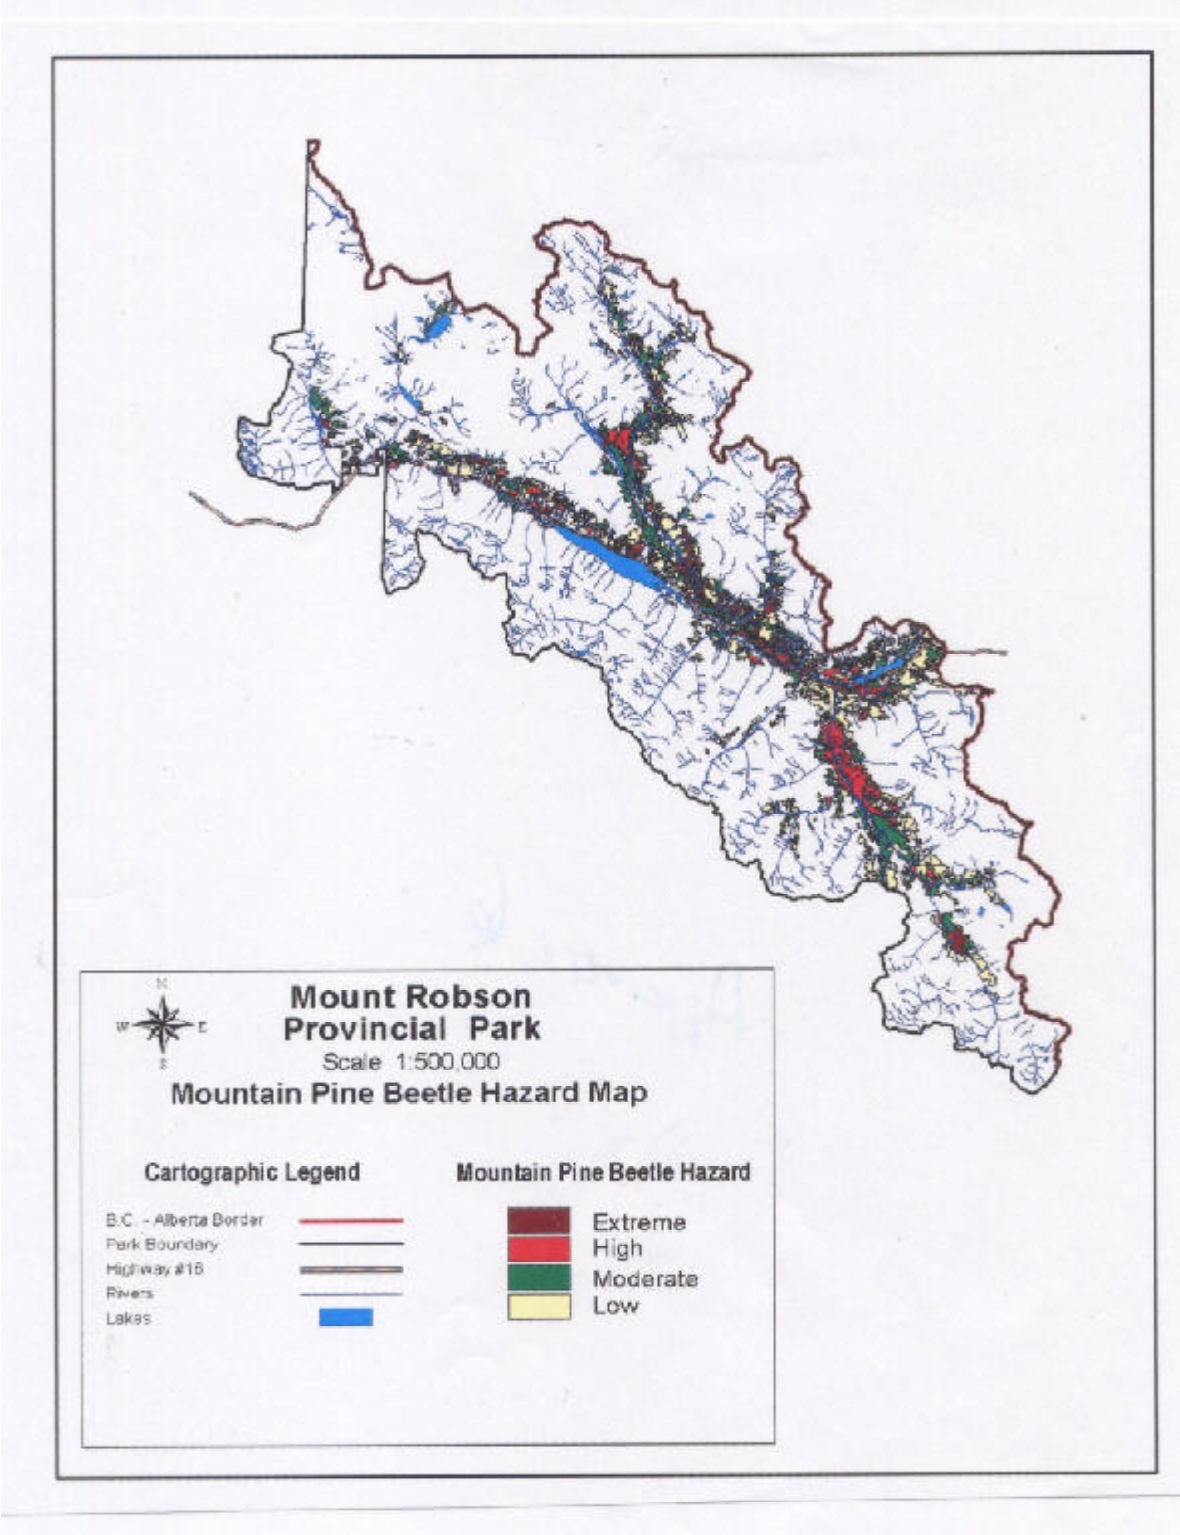 N
W
E
S
Mount Robson
Provincial Park
Scale 1:500,000
Mountain Pine Beetle Hazard Map
Cartographic Legend
B.C. - Alberta Border
Park Boundary
Highway #16
Rivers
Lakes
Mountain Pine Beetle Hazard
Extreme
High
Moderate
Low